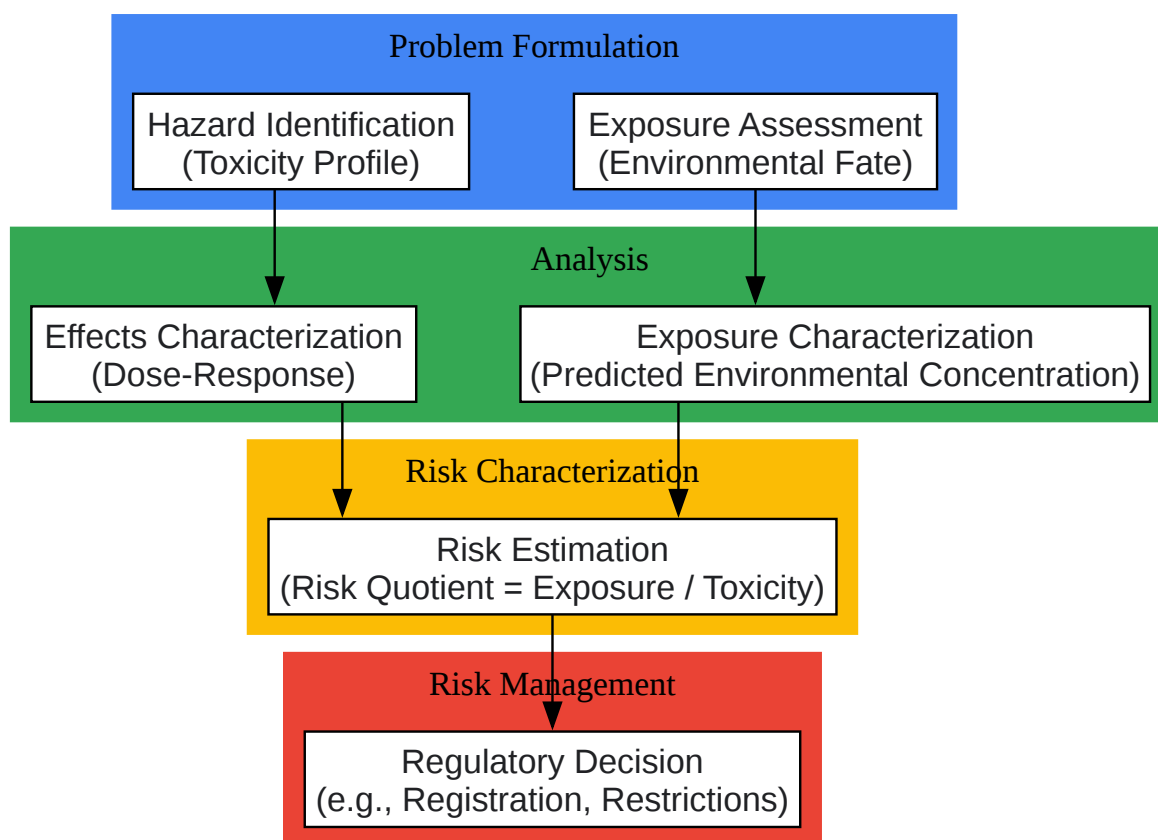 Problem Formulation
Hazard Identification
(Toxicity Profile)
Exposure Assessment
(Environmental Fate)
Analysis
Effects Characterization
(Dose-Response)
Exposure Characterization
(Predicted Environmental Concentration)
Risk Characterization
Risk Estimation
(Risk Quotient = Exposure / Toxicity)
Risk Management
Regulatory Decision
(e.g., Registration, Restrictions)